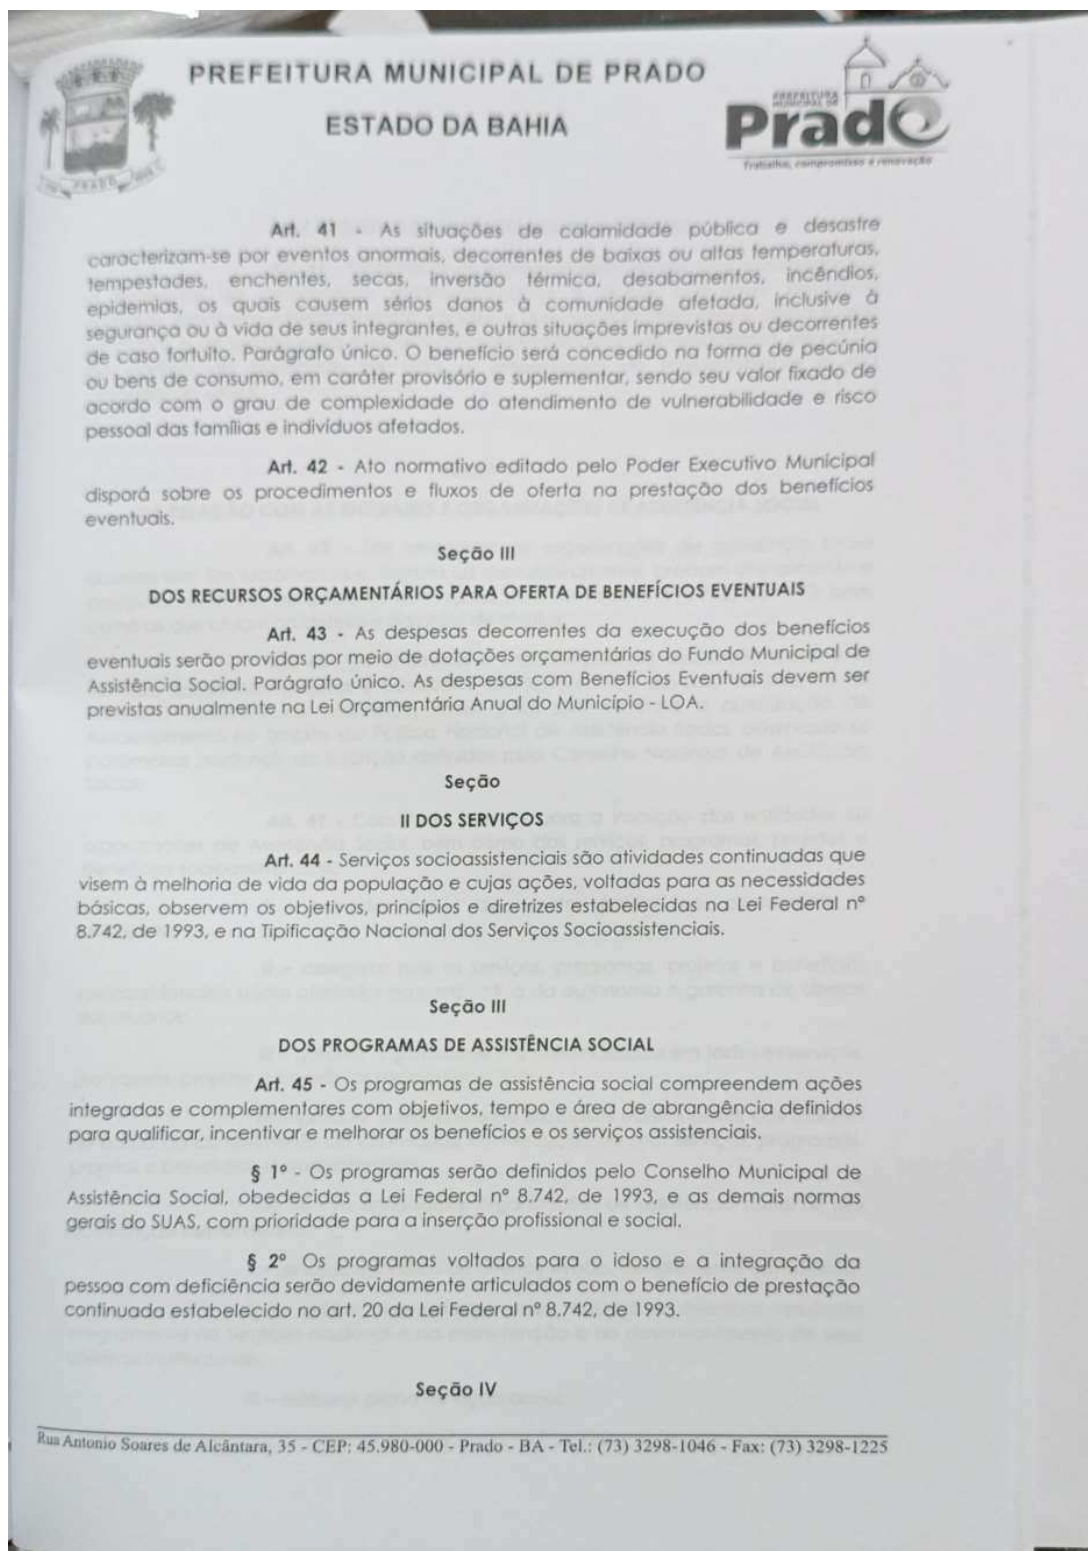 PREFEITURA MUNICIPAL DE PRADO
ESTADO DA BAHIA
PREFEITURA
MUNICIPAL DE
Prado
Trabalho, compromisso e renovação
PRADO
Art. 41 - As situações de calamidade pública e desastre
caracterizam-se por eventos anormais, decorrentes de baixas ou altas temperaturas,
tempestades, enchentes, secas, inversão térmica, desabamentos, incêndios,
epidemias, os quais causem sérios danos à comunidade afetada, inclusive à
segurança ou à vida de seus integrantes, e outras situações imprevistas ou decorrentes
de caso fortuito. Parágrafo único. O benefício será concedido na forma de pecúnia
ou bens de consumo, em caráter provisório e suplementar, sendo seu valor fixado de
acordo com o grau de complexidade do atendimento de vulnerabilidade e risco
pessoal das famílias e indivíduos afetados.
Art. 42 - Ato normativo editado pelo Poder Executivo Municipal
disporá sobre os procedimentos e fluxos de oferta na prestação dos benefícios
eventuais.
Seção III
DOS RECURSOS ORÇAMENTÁRIOS PARA OFERTA DE BENEFÍCIOS EVENTUAIS
Art. 43 - As despesas decorrentes da execução dos benefícios
eventuais serão providas por meio de dotações orçamentárias do Fundo Municipal de
Assistência Social. Parágrafo único. As despesas com Benefícios Eventuais devem ser
previstas anualmente na Lei Orçamentária Anual do Município - LOA.
Seção
II DOS SERVIÇOS
Art. 44 - Serviços socioassistenciais são atividades continuadas que
visem à melhoria de vida da população e cujas ações, voltadas para as necessidades
básicas, observem os objetivos, princípios e diretrizes estabelecidas na Lei Federal nº
8.742, de 1993, e na Tipificação Nacional dos Serviços Socioassistenciais.
Seção III
DOS PROGRAMAS DE ASSISTÊNCIA SOCIAL
Art. 45 - Os programas de assistência social compreendem ações
integradas e complementares com objetivos, tempo e área de abrangência definidos
para qualificar, incentivar e melhorar os benefícios e os serviços assistenciais.
§ 1º - Os programas serão definidos pelo Conselho Municipal de
Assistência Social, obedecidas a Lei Federal nº 8.742, de 1993, e as demais normas
gerais do SUAS, com prioridade para a inserção profissional e social.
§ 2º Os programas voltados para o idoso e a integração da
pessoa com deficiência serão devidamente articulados com o benefício de prestação
continuada estabelecido no art. 20 da Lei Federal nº 8.742, de 1993.
Seção IV
Rua Antonio Soares de Alcântara, 35 - CEP: 45.980-000 - Prado - BA - Tel.: (73) 3298-1046 - Fax: (73) 3298-1225